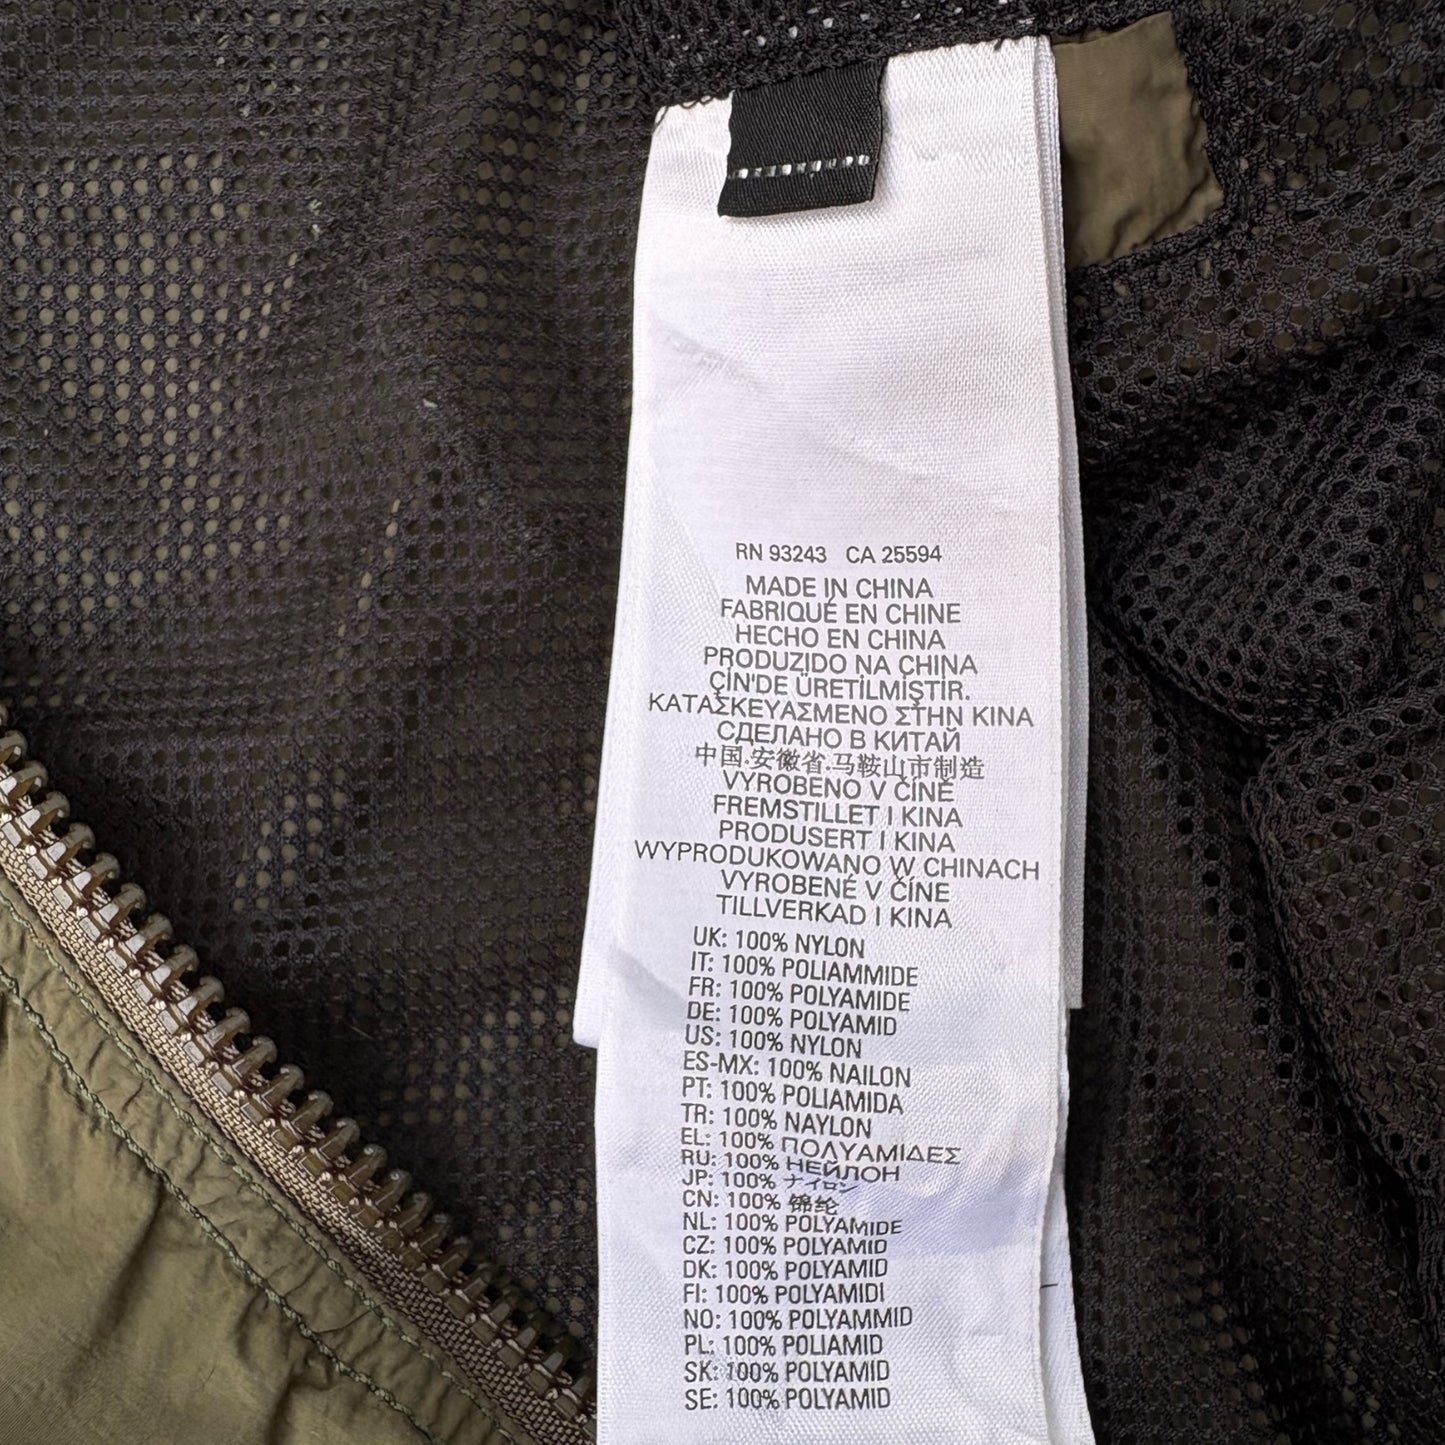 RN 93243 CA 25594
MADE IN CHINA
FABRIQUÉ EN CHINE
HECHO EN CHINA
PRODUZIDO NA CHINA
ÇİN'DE ÜRETİLMİŞTİR.
ΚΑΤΑΣΚΕΥΑΣΜΕΝΟ ΣΤΗΝ ΚΙΝΑ
СДЕЛАНО В КИТАЙ
中国.安徽省.马鞍山市制造
VYROBENO V ČÍNĚ
FREMSTILLET I KINA
PRODUSERT I KINA
WYPRODUKOWANO W CHINACH
VYROBENÉ V ČÍNE
TILLVERKAD I KINA
UK: 100% NYLON
IT: 100% POLIAMMIDE
FR: 100% POLYAMIDE
DE: 100% POLYAMID
US: 100% NYLON
ES-MX: 100% NAILON
PT: 100% POLIAMIDA
TR: 100% NAYLON
EL: 100% ΠΟΛΥΑΜΙΔΕΣ
RU: 100% НЕЙЛОН
JP: 100% ナイロン
CN: 100% 锦纶
NL: 100% POLYAMIDE
CZ: 100% POLYAMID
DK: 100% POLYAMID
FI: 100% POLYAMIDI
NO: 100% POLYAMMID
PL: 100% POLIAMID
SK: 100% POLYAMID
SE: 100% POLYAMID